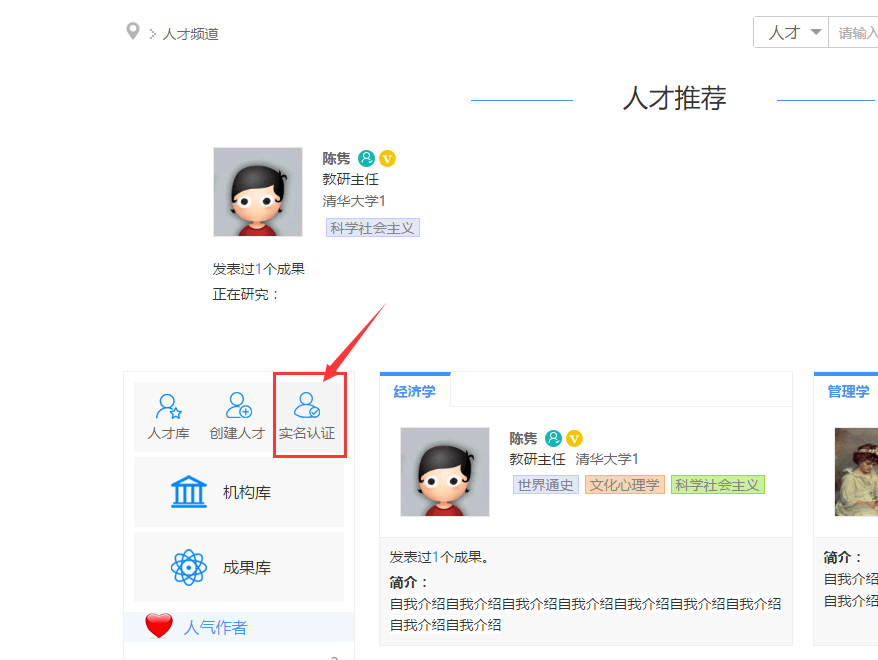 人才频道
人才
请输入
人才推荐
陈隽
教研主任
清华大学1
科学社会主义
发表过1个成果
正在研究：
人才库 创建人才 实名认证
机构库
成果库
人气作者
经济学
陈隽
教研主任 清华大学1
世界通史 文化心理学 科学社会主义
发表过1个成果。
简介：
自我介绍自我介绍自我介绍自我介绍自我介绍自我介绍自我介绍
自我介绍自我介绍
管理学
简介：
自我介绍
自我介绍